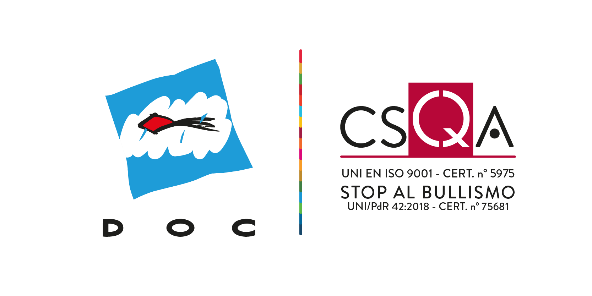 DOC
CSQA
UNI EN ISO 9001 - CERT. n° 5975
STOP AL BULLISMO
UNI/PdR 42:2018 - CERT. n° 75681